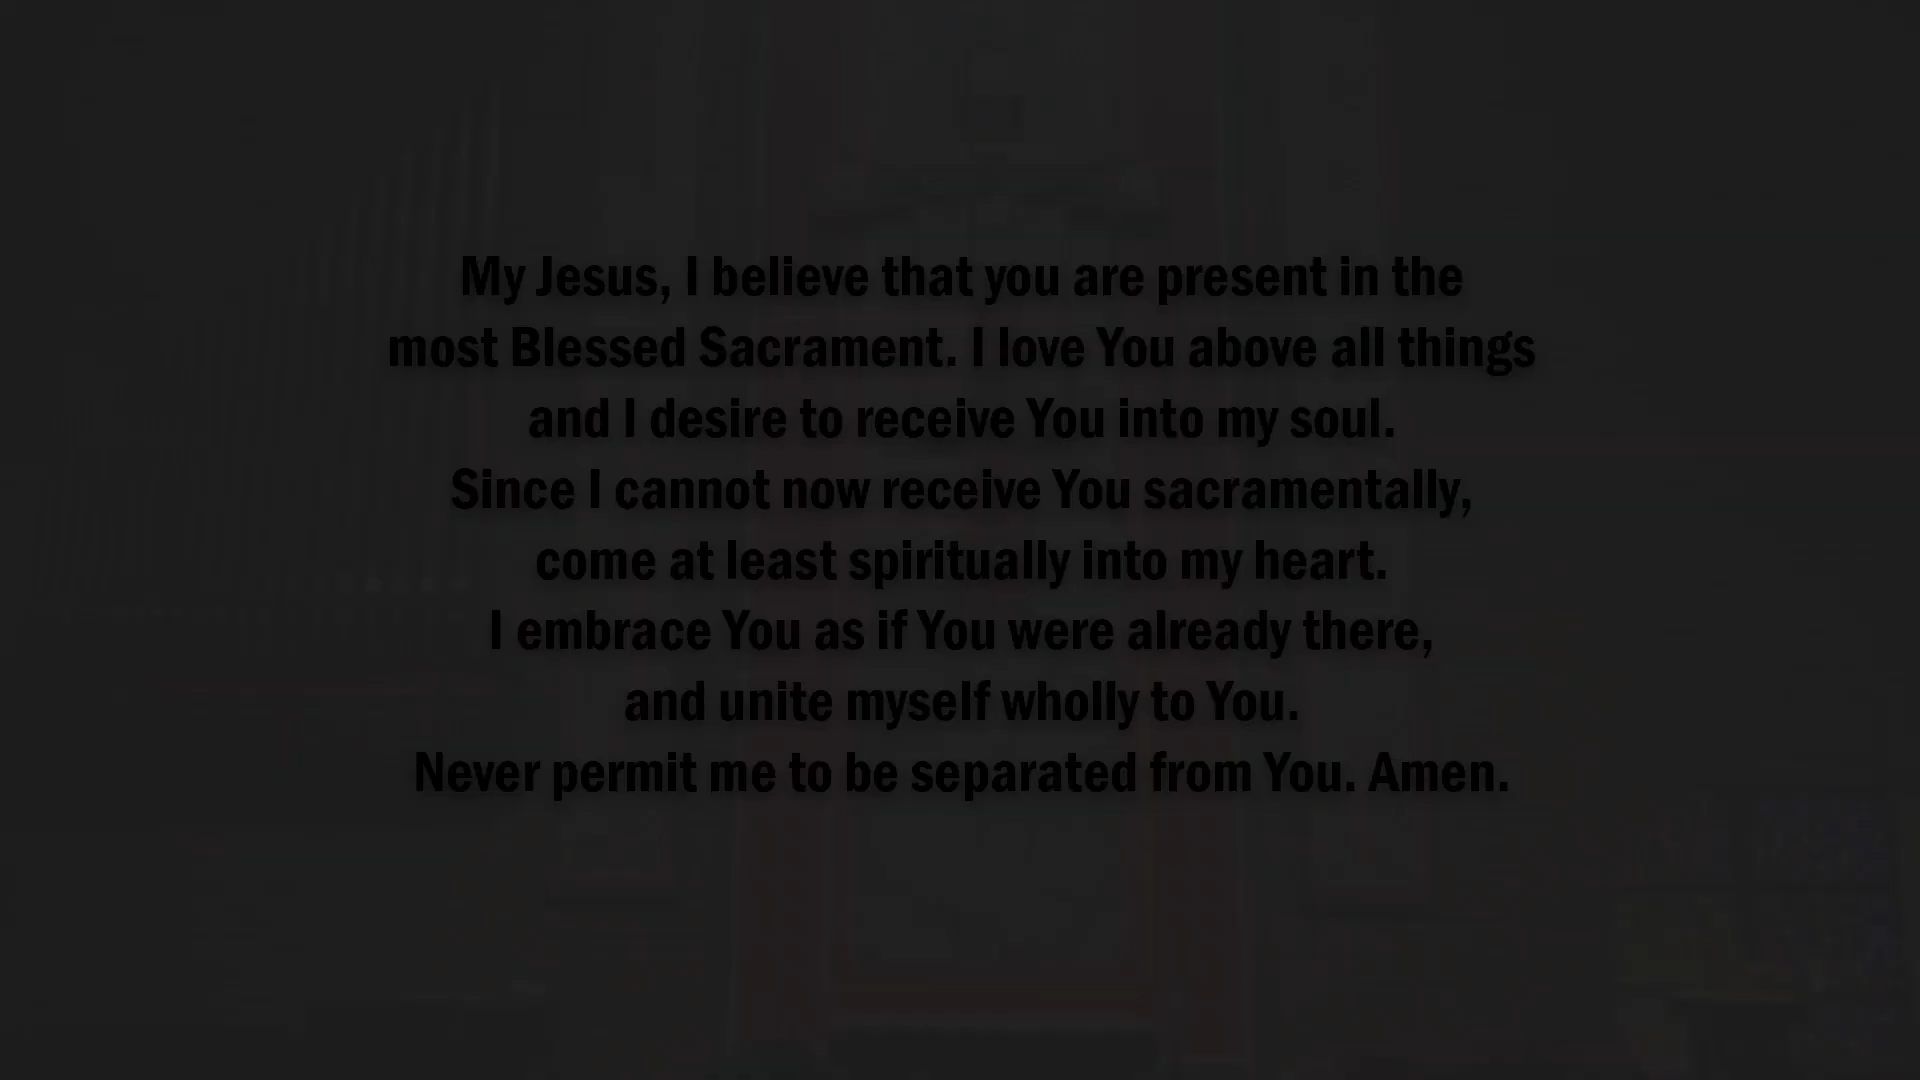 My Jesus, I believe that you are present in the
most Blessed Sacrament. I love You above all things
and I desire to receive You into my soul.
Since I cannot now receive You sacramentally,
come at least spiritually into my heart.
I embrace You as if You were already there,
and unite myself wholly to You.
Never permit me to be separated from You. Amen.